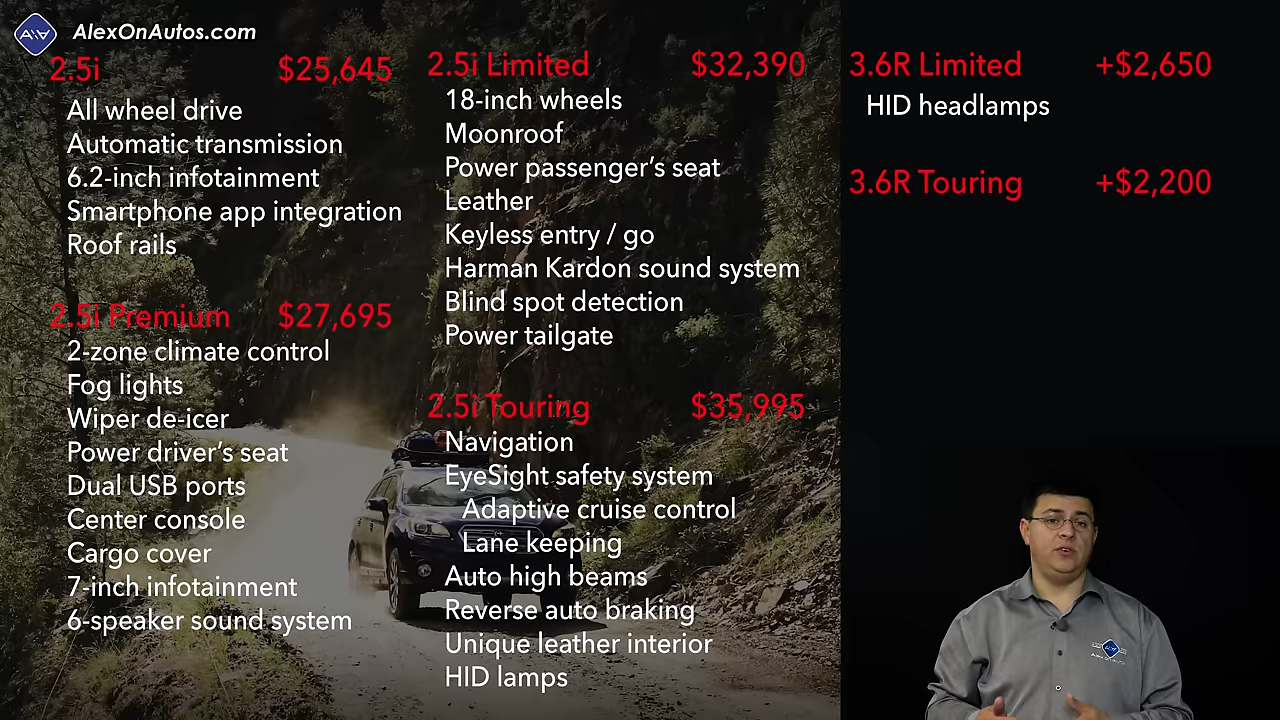 AlexOnAutos.com
2.5i $25,645
All wheel drive
Automatic transmission
6.2-inch infotainment
Smartphone app integration
Roof rails
2.5i Premium $27,695
2-zone climate control
Fog lights
Wiper de-icer
Power driver’s seat
Dual USB ports
Center console
Cargo cover
7-inch infotainment
6-speaker sound system
2.5i Limited $32,390
18-inch wheels
Moonroof
Power passenger’s seat
Leather
Keyless entry / go
Harman Kardon sound system
Blind spot detection
Power tailgate
2.5i Touring $35,995
Navigation
EyeSight safety system
Adaptive cruise control
Lane keeping
Auto high beams
Reverse auto braking
Unique leather interior
HID lamps
3.6R Limited +$2,650
HID headlamps
3.6R Touring +$2,200